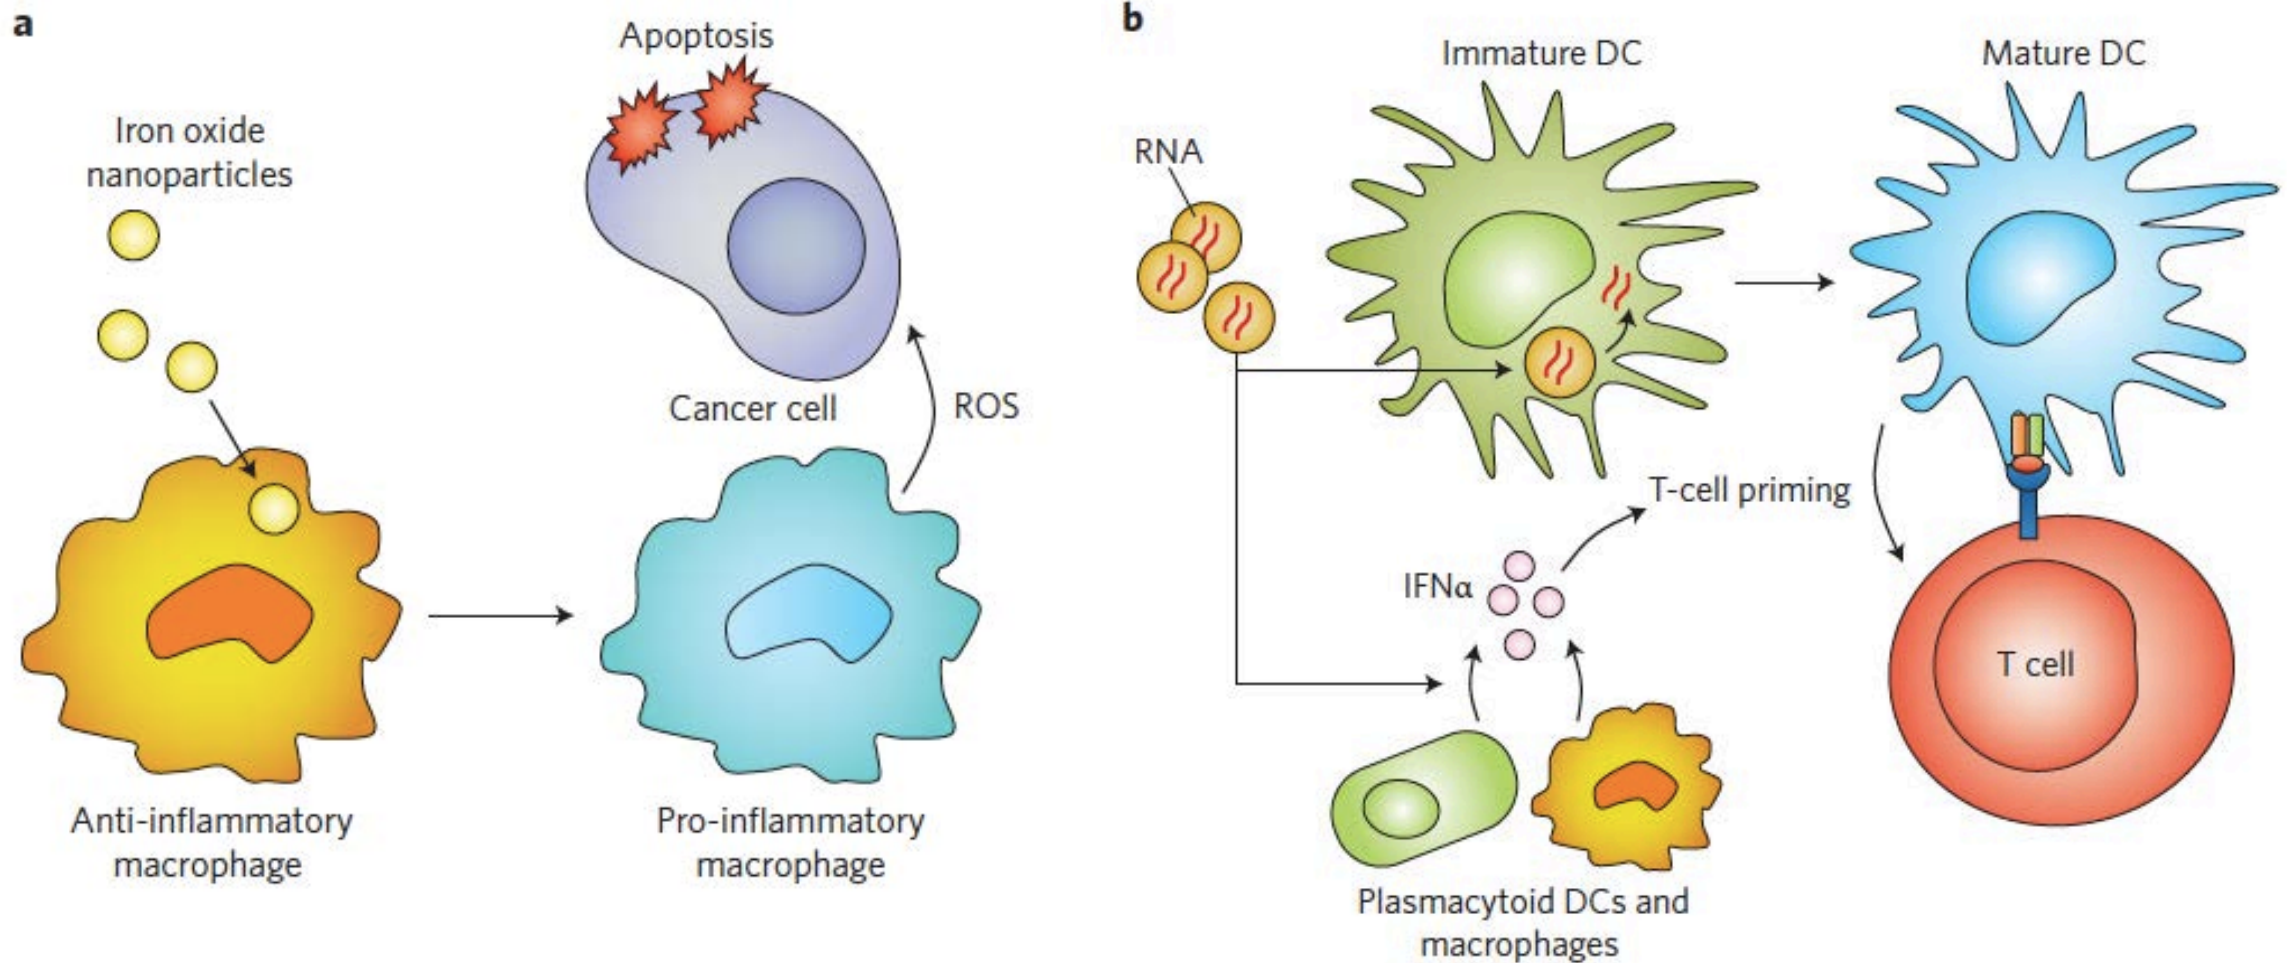 a
Apoptosis
Iron oxide
nanoparticles
Cancer cell
ROS
Anti-inflammatory
macrophage
Pro-inflammatory
macrophage
b
Immature DC
Mature DC
RNA
T-cell priming
IFNα
T cell
Plasmacytoid DCs and
macrophages